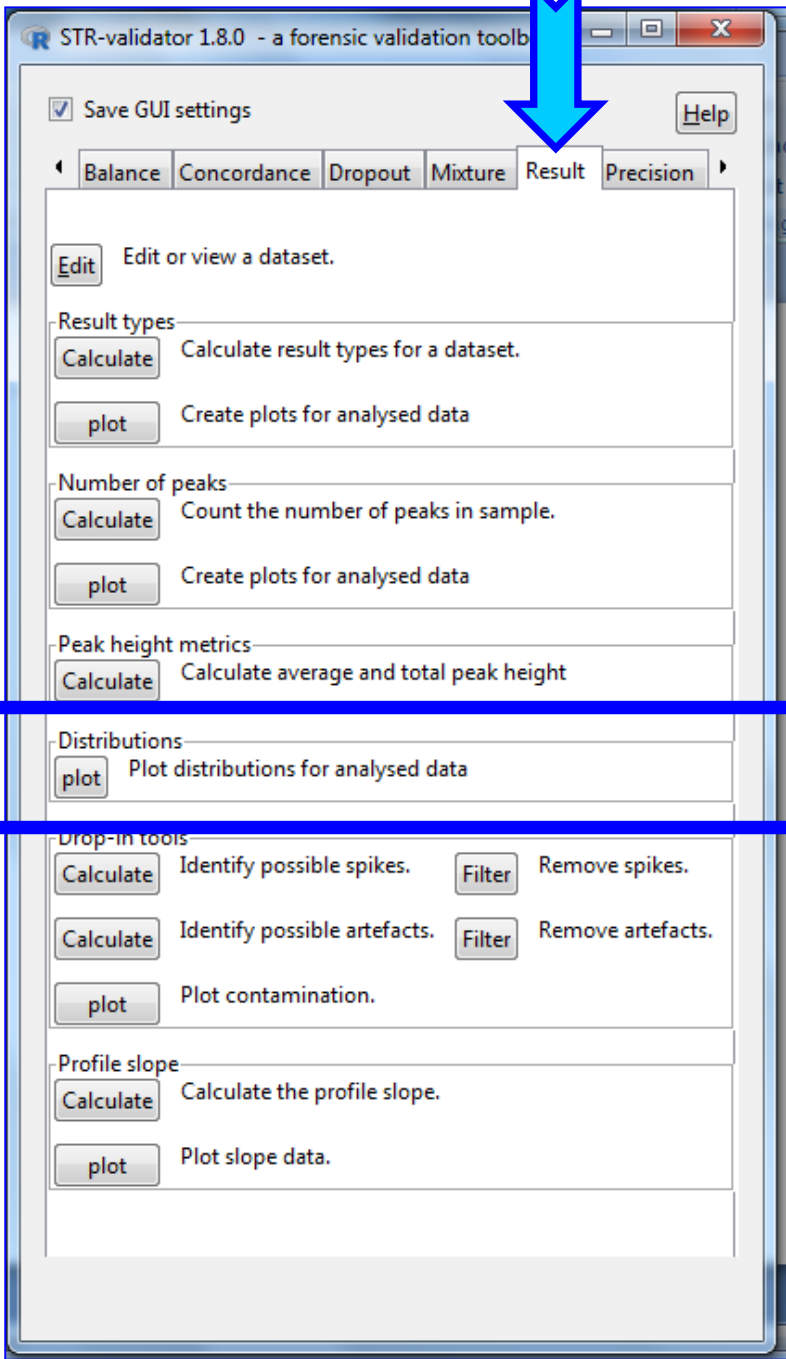 STR-validator 1.8.0 - a forensic validation toolb
Save GUI settings
Help
Balance Concordance Dropout Mixture Result Precision
Edit Edit or view a dataset.
Result types
Calculate Calculate result types for a dataset.
plot Create plots for analysed data
Number of peaks
Calculate Count the number of peaks in sample.
plot Create plots for analysed data
Peak height metrics
Calculate Calculate average and total peak height
Distributions
plot Plot distributions for analysed data
Drop-in tools
Calculate Identify possible spikes. Filter Remove spikes.
Calculate Identify possible artefacts. Filter Remove artefacts.
plot Plot contamination.
Profile slope
Calculate Calculate the profile slope.
plot Plot slope data.